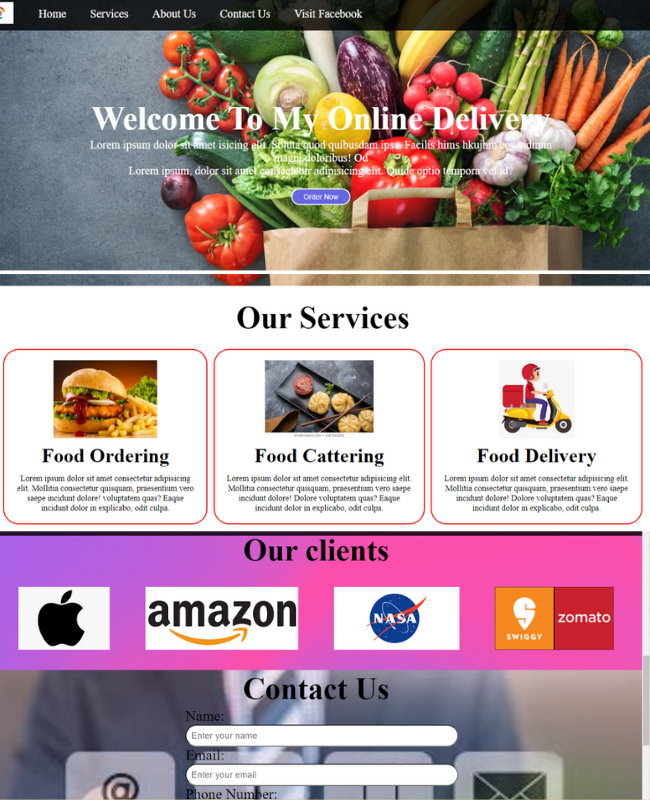 Home Services About Us Contact Us Visit Facebook
Welcome To My Online Delivery
Lorem ipsum dolor sit amet isicing elit. Soluta quod quibusdam ipsa. Facilis hims hkujum
magni doloribus! Od
Lorem ipsum, dolor sit amet consectetur adipisicing elit. Quide optio tempora vel id?
Order Now
Our Services
Food Ordering
Lorem ipsum dolor sit amet consectetur adipisicing
elit. Mollitia consectetur quisquam, praesentium vero
saepe incidunt dolore! voluptatem quas? Eaque
incidunt dolor in explicabo, odit culpa.
Food Cattering
Lorem ipsum dolor sit amet consectetur adipisicing
elit. Mollitia consectetur quisquam, praesentium vero
saepe incidunt dolore! Dolore voluptatem quas? Eaque
incidunt dolor in explicabo, odit culpa.
Food Delivery
Lorem ipsum dolor sit amet consectetur adipisicing
elit. Mollitia consectetur quisquam, praesentium vero
saepe incidunt dolore! Dolores voluptatem quas? Eaque
incidunt dolor in explicabo, odit culpa.
Our clients
amazon
NASA
SWIGGY
zomato
Contact Us
Name:
Enter your name
Email:
Enter your email
Phone Number: